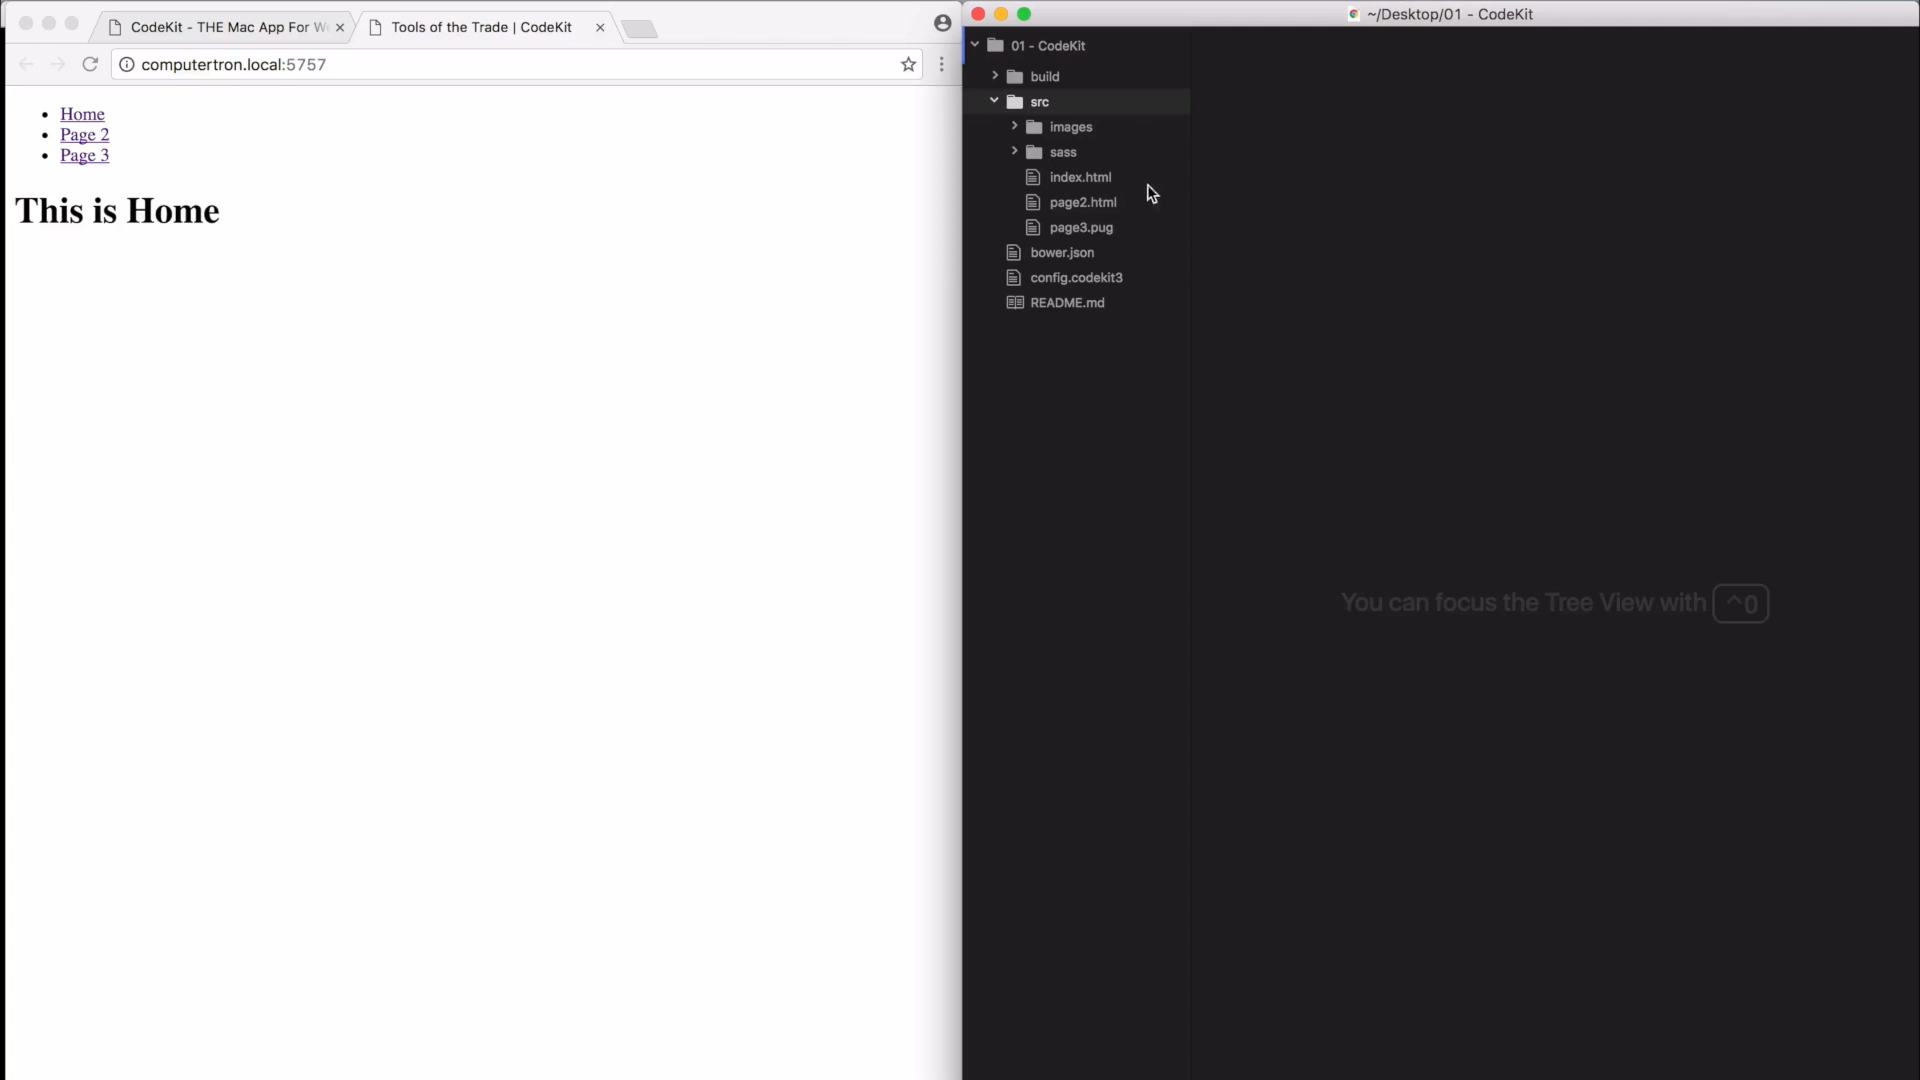 CodeKit - THE Mac App For W
Tools of the Trade | CodeKit
computertron.local:5757
Home
Page 2
Page 3
This is Home
~/Desktop/01 - CodeKit
01 - CodeKit
build
src
images
sass
index.html
page2.html
page3.pug
bower.json
config.codekit3
README.md
You can focus the Tree View with ^0